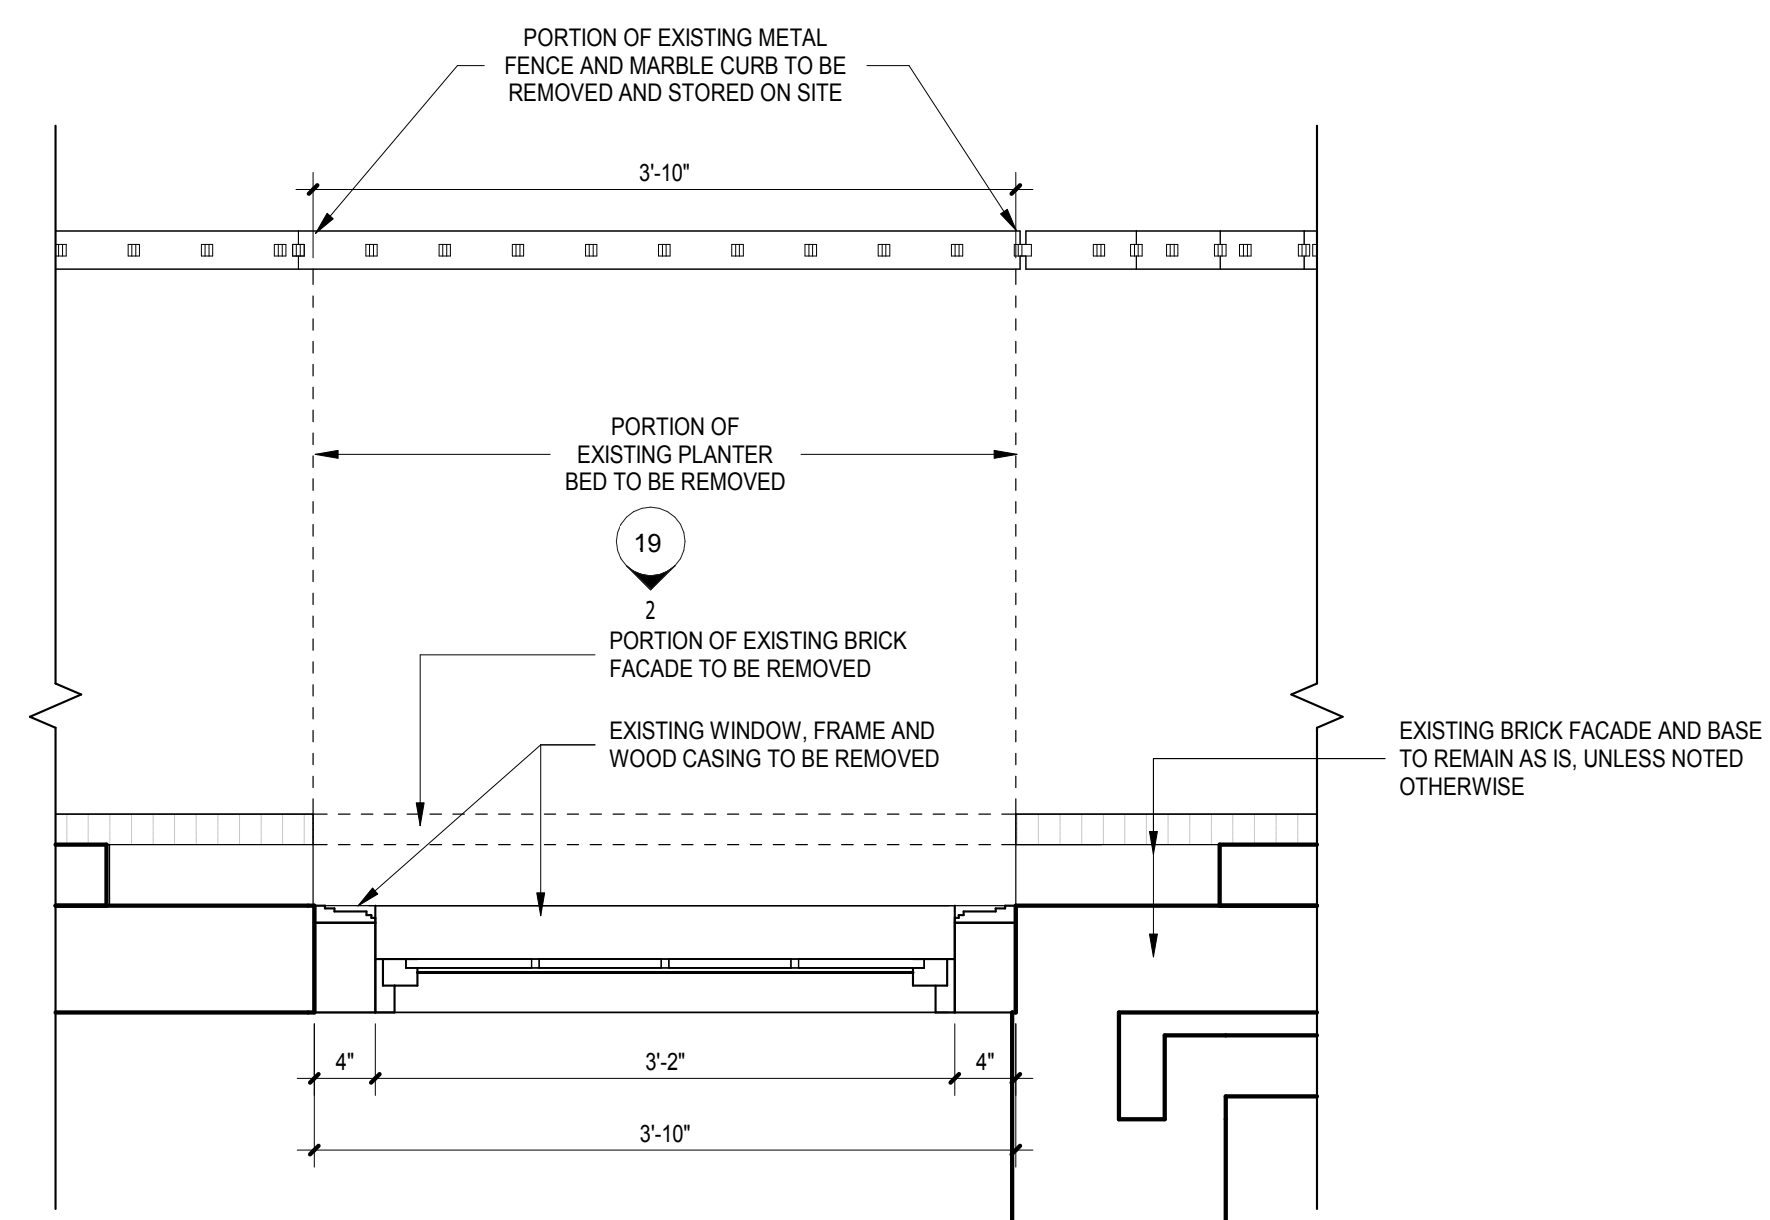 PORTION OF EXISTING METAL
FENCE AND MARBLE CURB TO BE
REMOVED AND STORED ON SITE
3'-10"
PORTION OF
EXISTING PLANTER
BED TO BE REMOVED
19
2
PORTION OF EXISTING BRICK
FACADE TO BE REMOVED
EXISTING WINDOW, FRAME AND
WOOD CASING TO BE REMOVED
EXISTING BRICK FACADE AND BASE
TO REMAIN AS IS, UNLESS NOTED
OTHERWISE
4"
3'-2"
4"
3'-10"